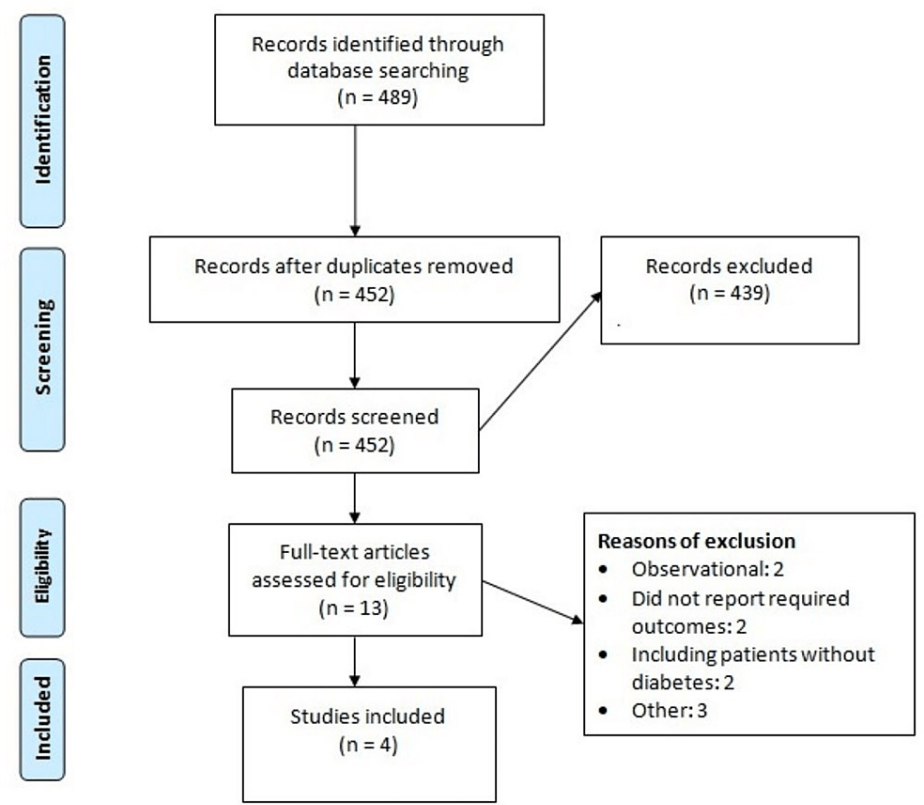 Identification
Records identified through
database searching
(n = 489)
Screening
Records after duplicates removed
(n = 452)
Records excluded
(n = 439)
.
Records screened
(n = 452)
Eligibility
Full-text articles
assessed for eligibility
(n = 13)
Reasons of exclusion
• Observational: 2
• Did not report required
outcomes: 2
• Including patients without
diabetes: 2
• Other: 3
Included
Studies included
(n = 4)